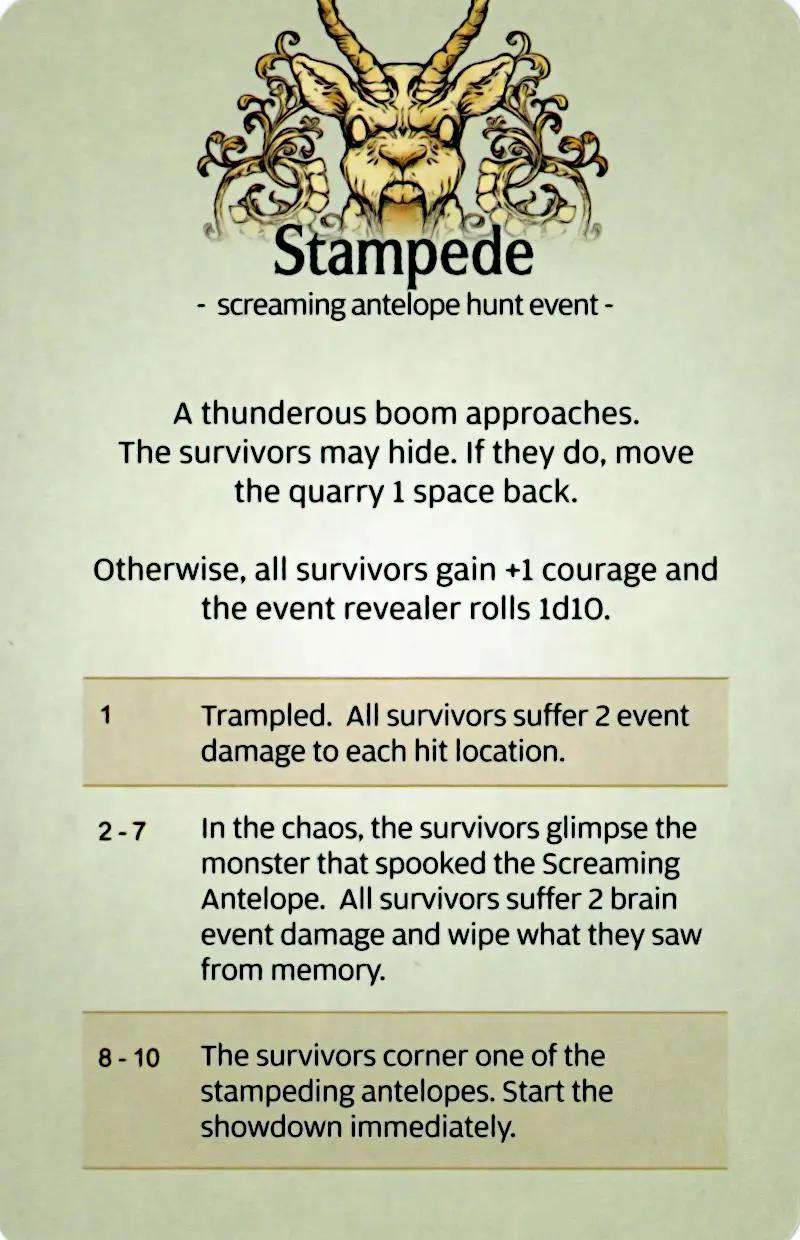 Stampede
- screaming antelope hunt event -
A thunderous boom approaches.
The survivors may hide. If they do, move
the quarry 1 space back.
Otherwise, all survivors gain +1 courage and
the event revealer rolls 1d10.
1 Trampled. All survivors suffer 2 event
damage to each hit location.
2 - 7 In the chaos, the survivors glimpse the
monster that spooked the Screaming
Antelope. All survivors suffer 2 brain
event damage and wipe what they saw
from memory.
8 - 10 The survivors corner one of the
stampeding antelopes. Start the
showdown immediately.